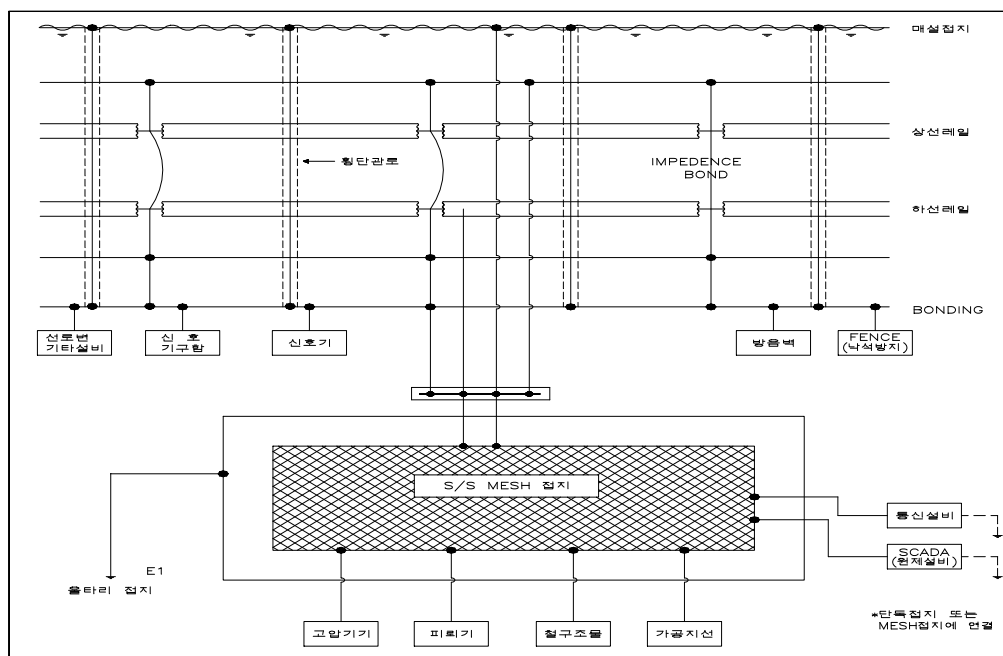 매설접지
상선레일
횡단관로
IMPEDENCE
BOND
하선레일
BONDING
선로변
기타설비
신 호
기구함
신호기
방음벽
FENCE
(낙석방지)
S/S MESH 접지
통신설비
SCADA
(원제설비)
E1
울타리 접지
고압기기
피뢰기
철구조물
가공지선
*단독접지 또는
MESH접지에 연결